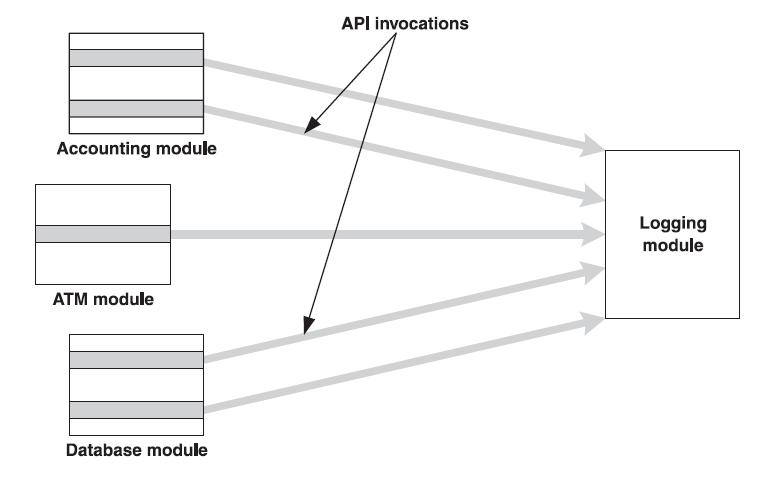 API invocations
Accounting module
Logging
module
ATM module
Database module